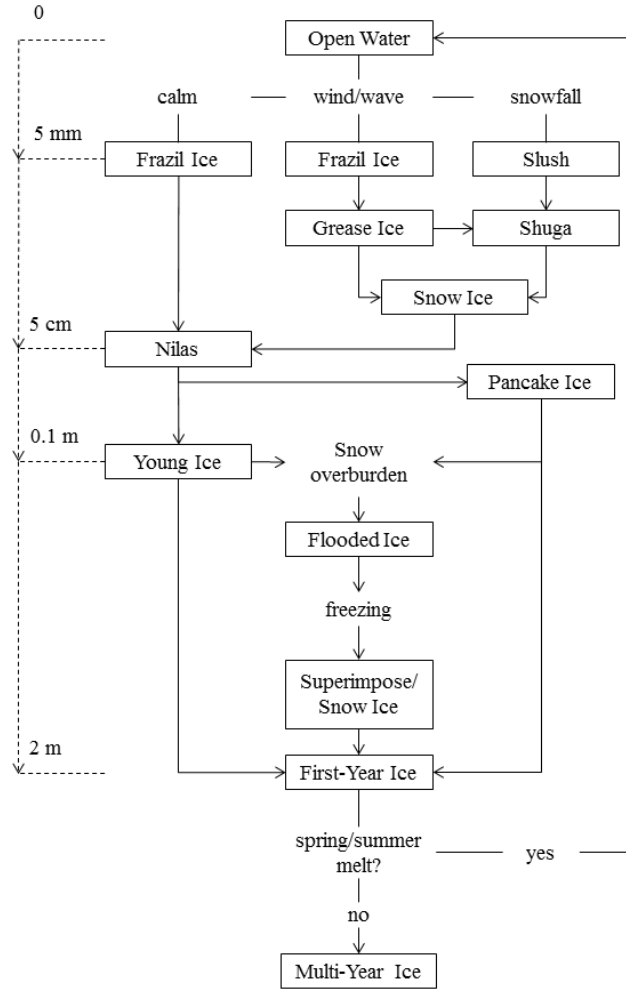 0
Open Water
calm
wind/wave
snowfall
5 mm
Frazil Ice
Frazil Ice
Slush
Grease Ice
Shuga
Snow Ice
5 cm
Nilas
Pancake Ice
0.1 m
Young Ice
Snow
overburden
Flooded Ice
freezing
Superimpose/
Snow Ice
2 m
First-Year Ice
spring/summer
melt?
yes
no
Multi-Year Ice